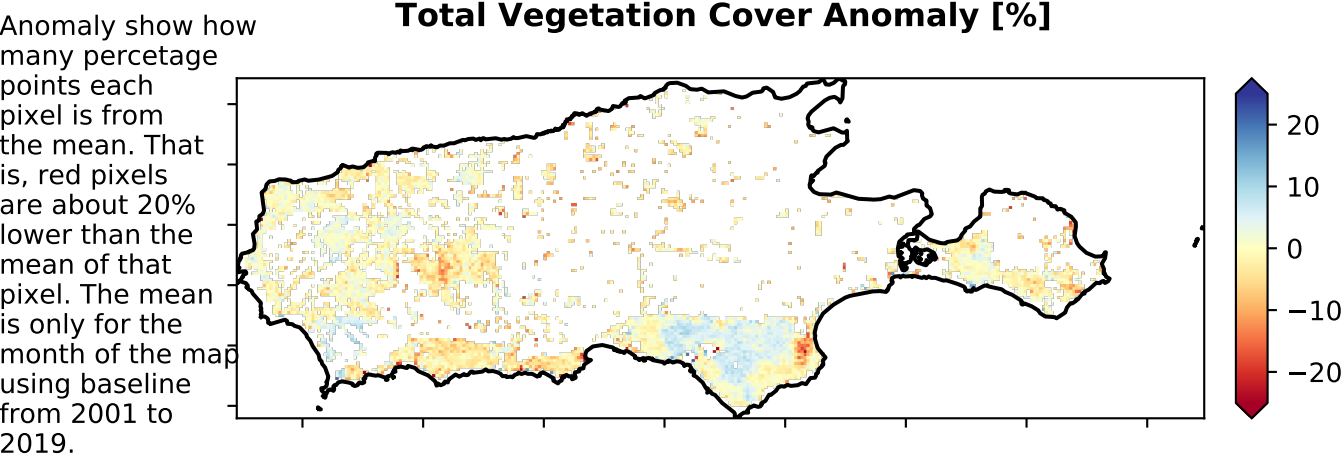 Total Vegetation Cover Anomaly [%]
Anomaly show how
many percetage
points each
pixel is from
the mean. That
is, red pixels
are about 20%
lower than the
mean of that
pixel. The mean
is only for the
month of the map
using baseline
from 2001 to
2019.
20
10
0
−10
−20